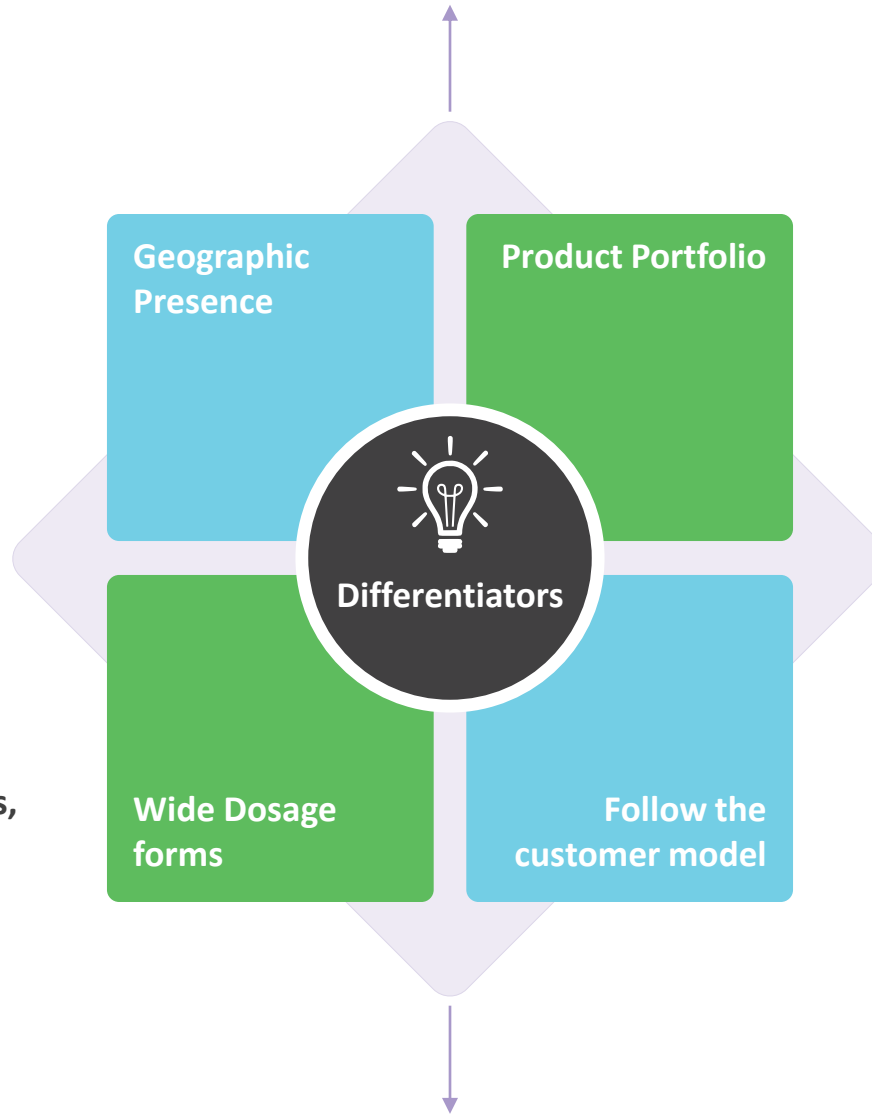 Geographic
Presence
Product Portfolio
Differentiators
s,
Wide Dosage
forms
Follow the
customer model